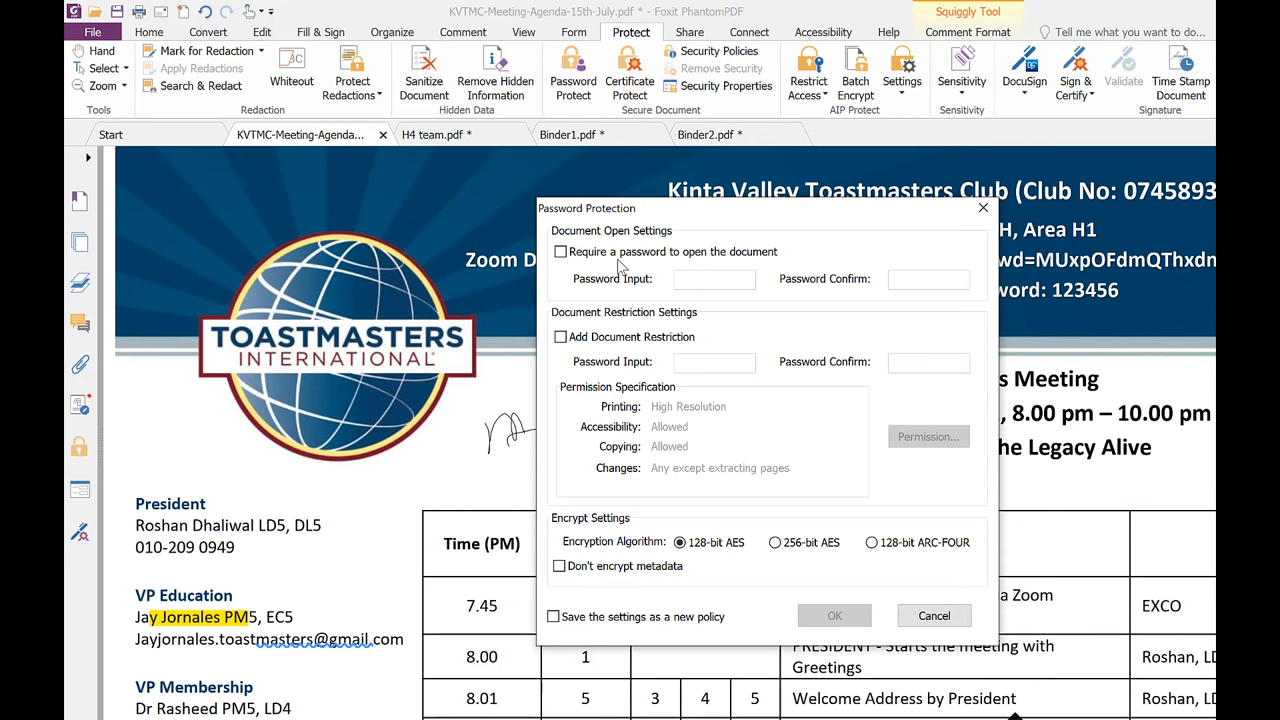 KVTMC-Meeting-Agenda-15th-July.pdf * - Foxit PhantomPDF
Squiggly Tool
File Home Convert Edit Fill & Sign Organize Comment View Form Protect Share Connect Accessibility Help Comment Format Tell me what you want to do...
Hand
Select
Zoom
Tools
Mark for Redaction
Apply Redactions
Search & Redact
Whiteout
Protect Redactions
Redaction
Sanitize Document
Remove Hidden Information
Hidden Data
Password Protect
Certificate Protect
Security Policies
Remove Security
Security Properties
Secure Document
Restrict Access
Batch Encrypt
Settings
AIP Protection
Sensitivity
Sensitivity
DocuSign
Sign & Certify
Validate
Time Stamp Document
Signature
Start KVTMC-Meeting-Agenda... H4 team.pdf * Binder1.pdf * Binder2.pdf *
Kinta Valley Toastmasters Club (Club No: 0745893
H, Area H1
Zoom D
wd=MUxpOFdmQThxdn
word: 123456
TOASTMASTERS
INTERNATIONAL
s Meeting
, 8.00 pm – 10.00 pm
he Legacy Alive
Password Protection
Document Open Settings
Require a password to open the document
Password Input: Password Confirm:
Document Restriction Settings
Add Document Restriction
Password Input: Password Confirm:
Permission Specification
Printing: High Resolution
Accessibility: Allowed
Copying: Allowed
Changes: Any except extracting pages
Permission...
Encrypt Settings
Encryption Algorithm: 128-bit AES 256-bit AES 128-bit ARC-FOUR
Don't encrypt metadata
Save the settings as a new policy
OK Cancel
President
Roshan Dhaliwal LD5, DL5
010-209 0949
VP Education
Jay Jornales PM5, EC5
Jayjornales.toastmasters@gmail.com
VP Membership
Dr Rasheed PM5, LD4
Time (PM)
7.45 a Zoom EXCO
8.00 1 PRESIDENT - Starts the meeting with Greetings Roshan, LD
8.01 5 3 4 5 Welcome Address by President Roshan, LD